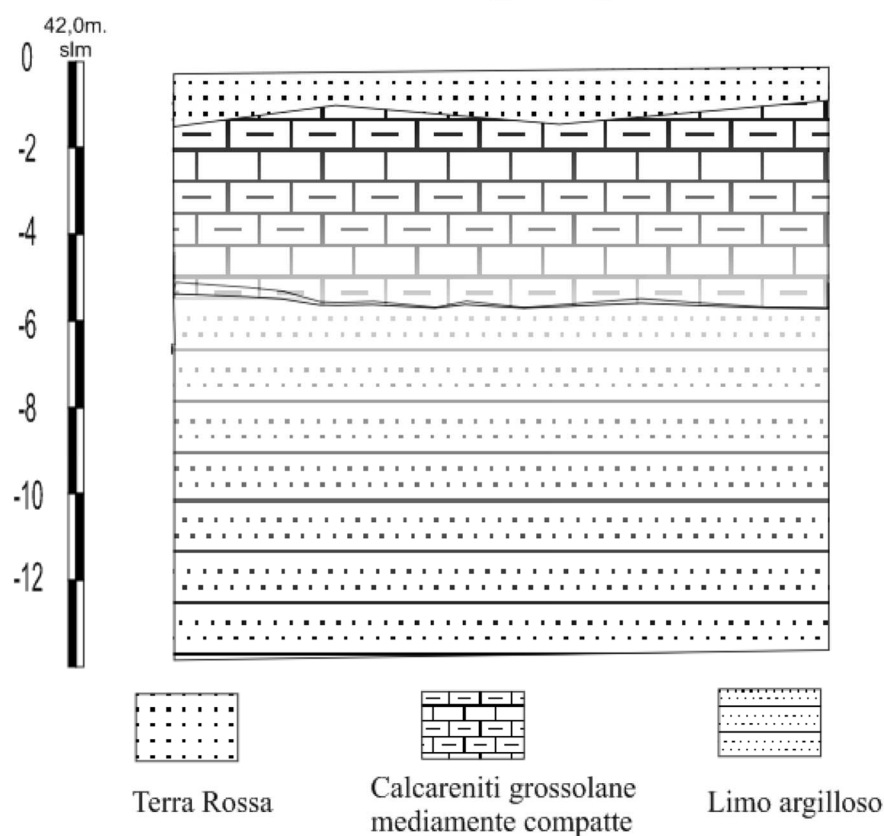 42,0m.
slm
0
-2
-4
-6
-8
-10
-12
Terra Rossa
Calcareniti grossolane
mediamente compatte
Limo argilloso